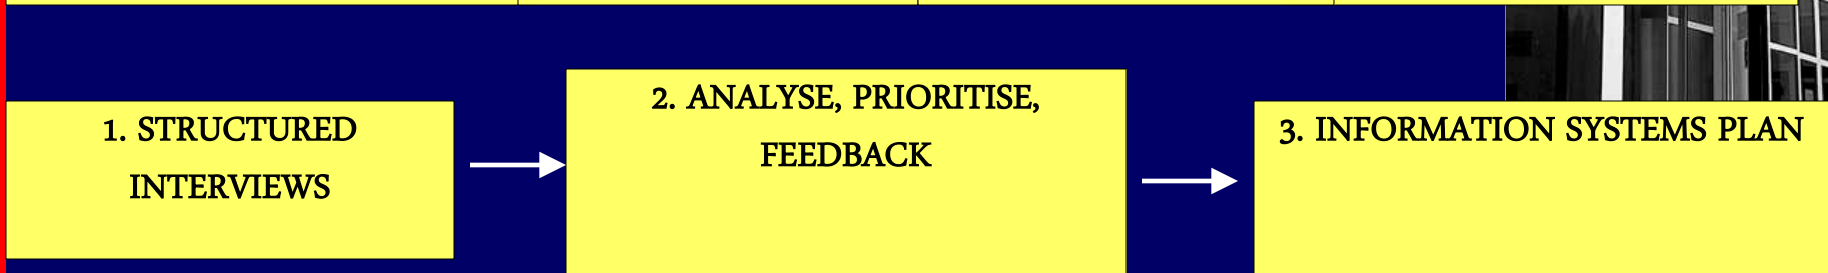 1. STRUCTURED
INTERVIEWS
2. ANALYSE, PRIORITISE,
FEEDBACK
3. INFORMATION SYSTEMS PLAN